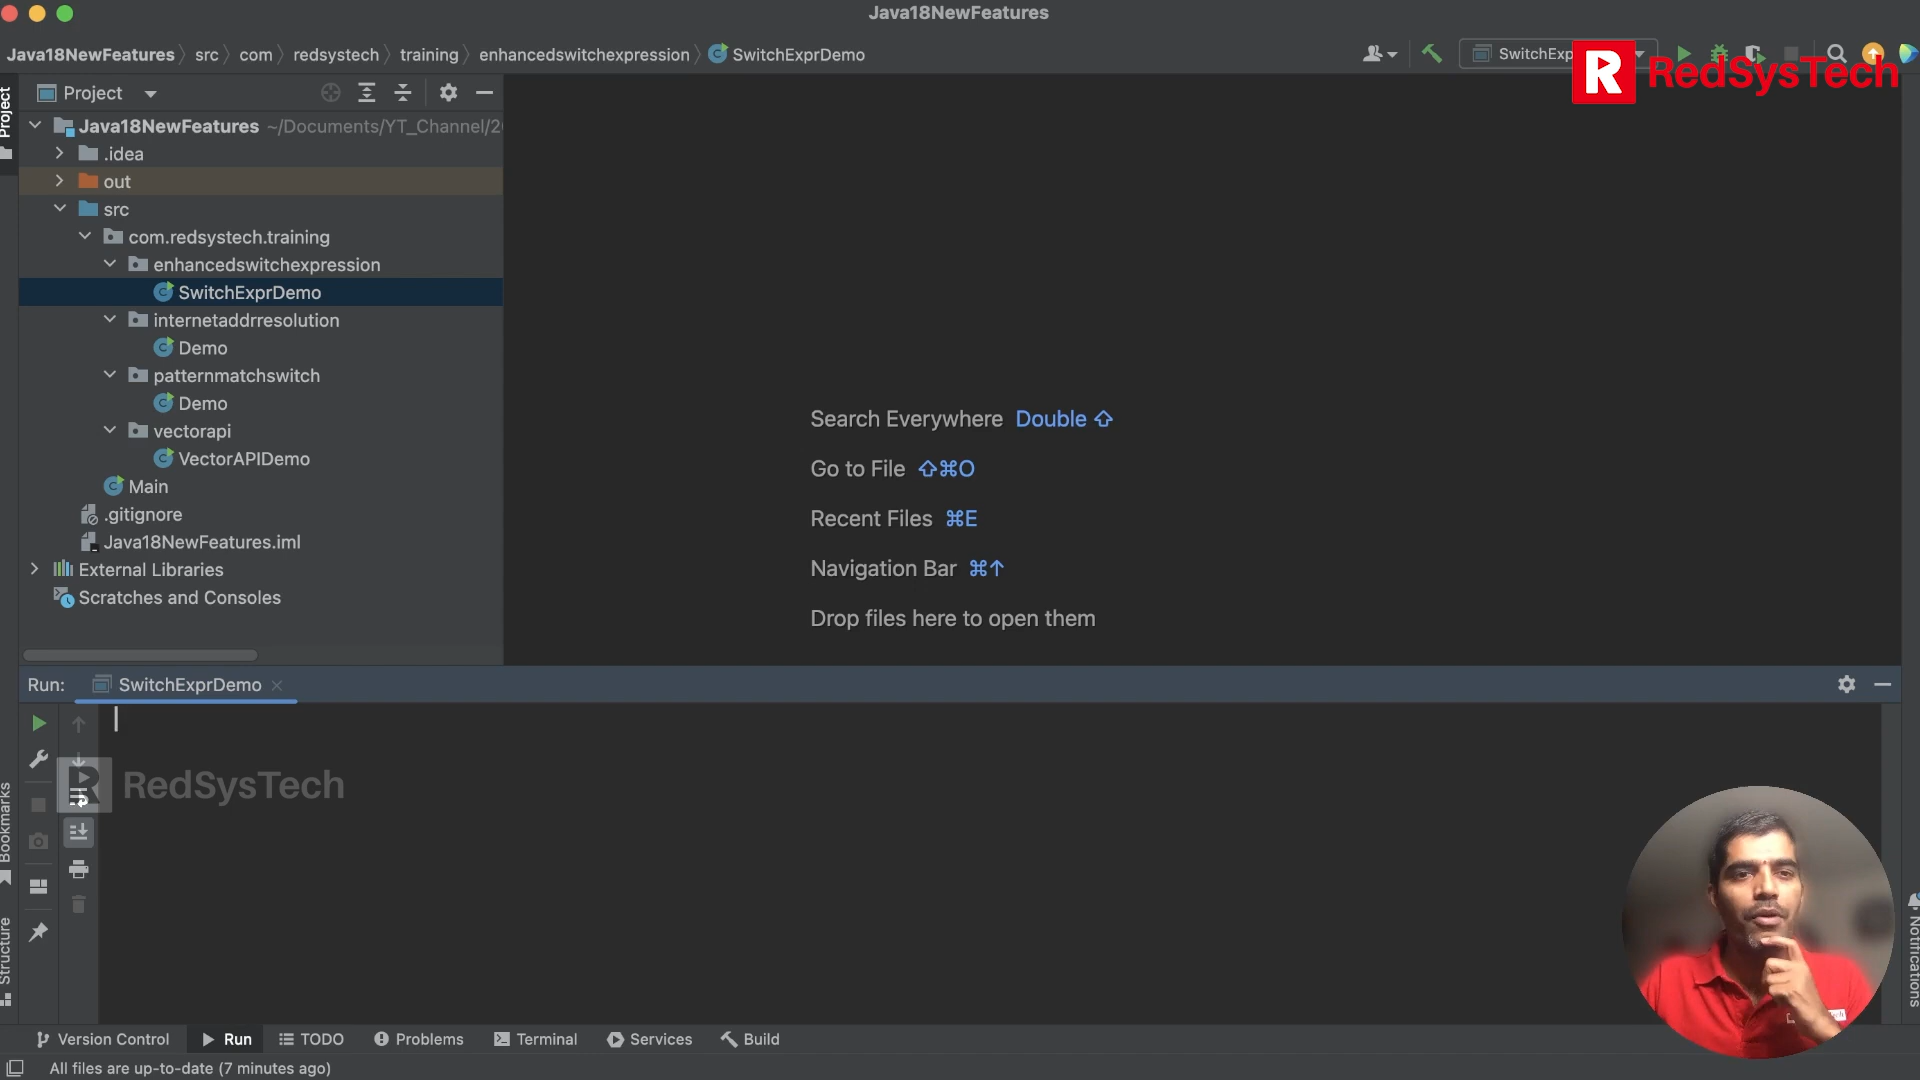 Java18NewFeatures
Java18NewFeatures src com redsystech training enhancedswitchexpression SwitchExprDemo
SwitchExp
RedSysTech
Project
Project
Java18NewFeatures ~/Documents/YT_Channel/2
.idea
out
src
com.redsystech.training
enhancedswitchexpression
SwitchExprDemo
internetaddrresolution
Demo
patternmatchswitch
Demo
vectorapi
VectorAPIDemo
Main
.gitignore
Java18NewFeatures.iml
External Libraries
Scratches and Consoles
Search Everywhere Double ⇧
Go to File ⇧⌘O
Recent Files ⌘E
Navigation Bar ⌘↑
Drop files here to open them
Run: SwitchExprDemo
RedSysTech
Bookmarks
Structure
Notifications
Version Control Run TODO Problems Terminal Services Build
All files are up-to-date (7 minutes ago)